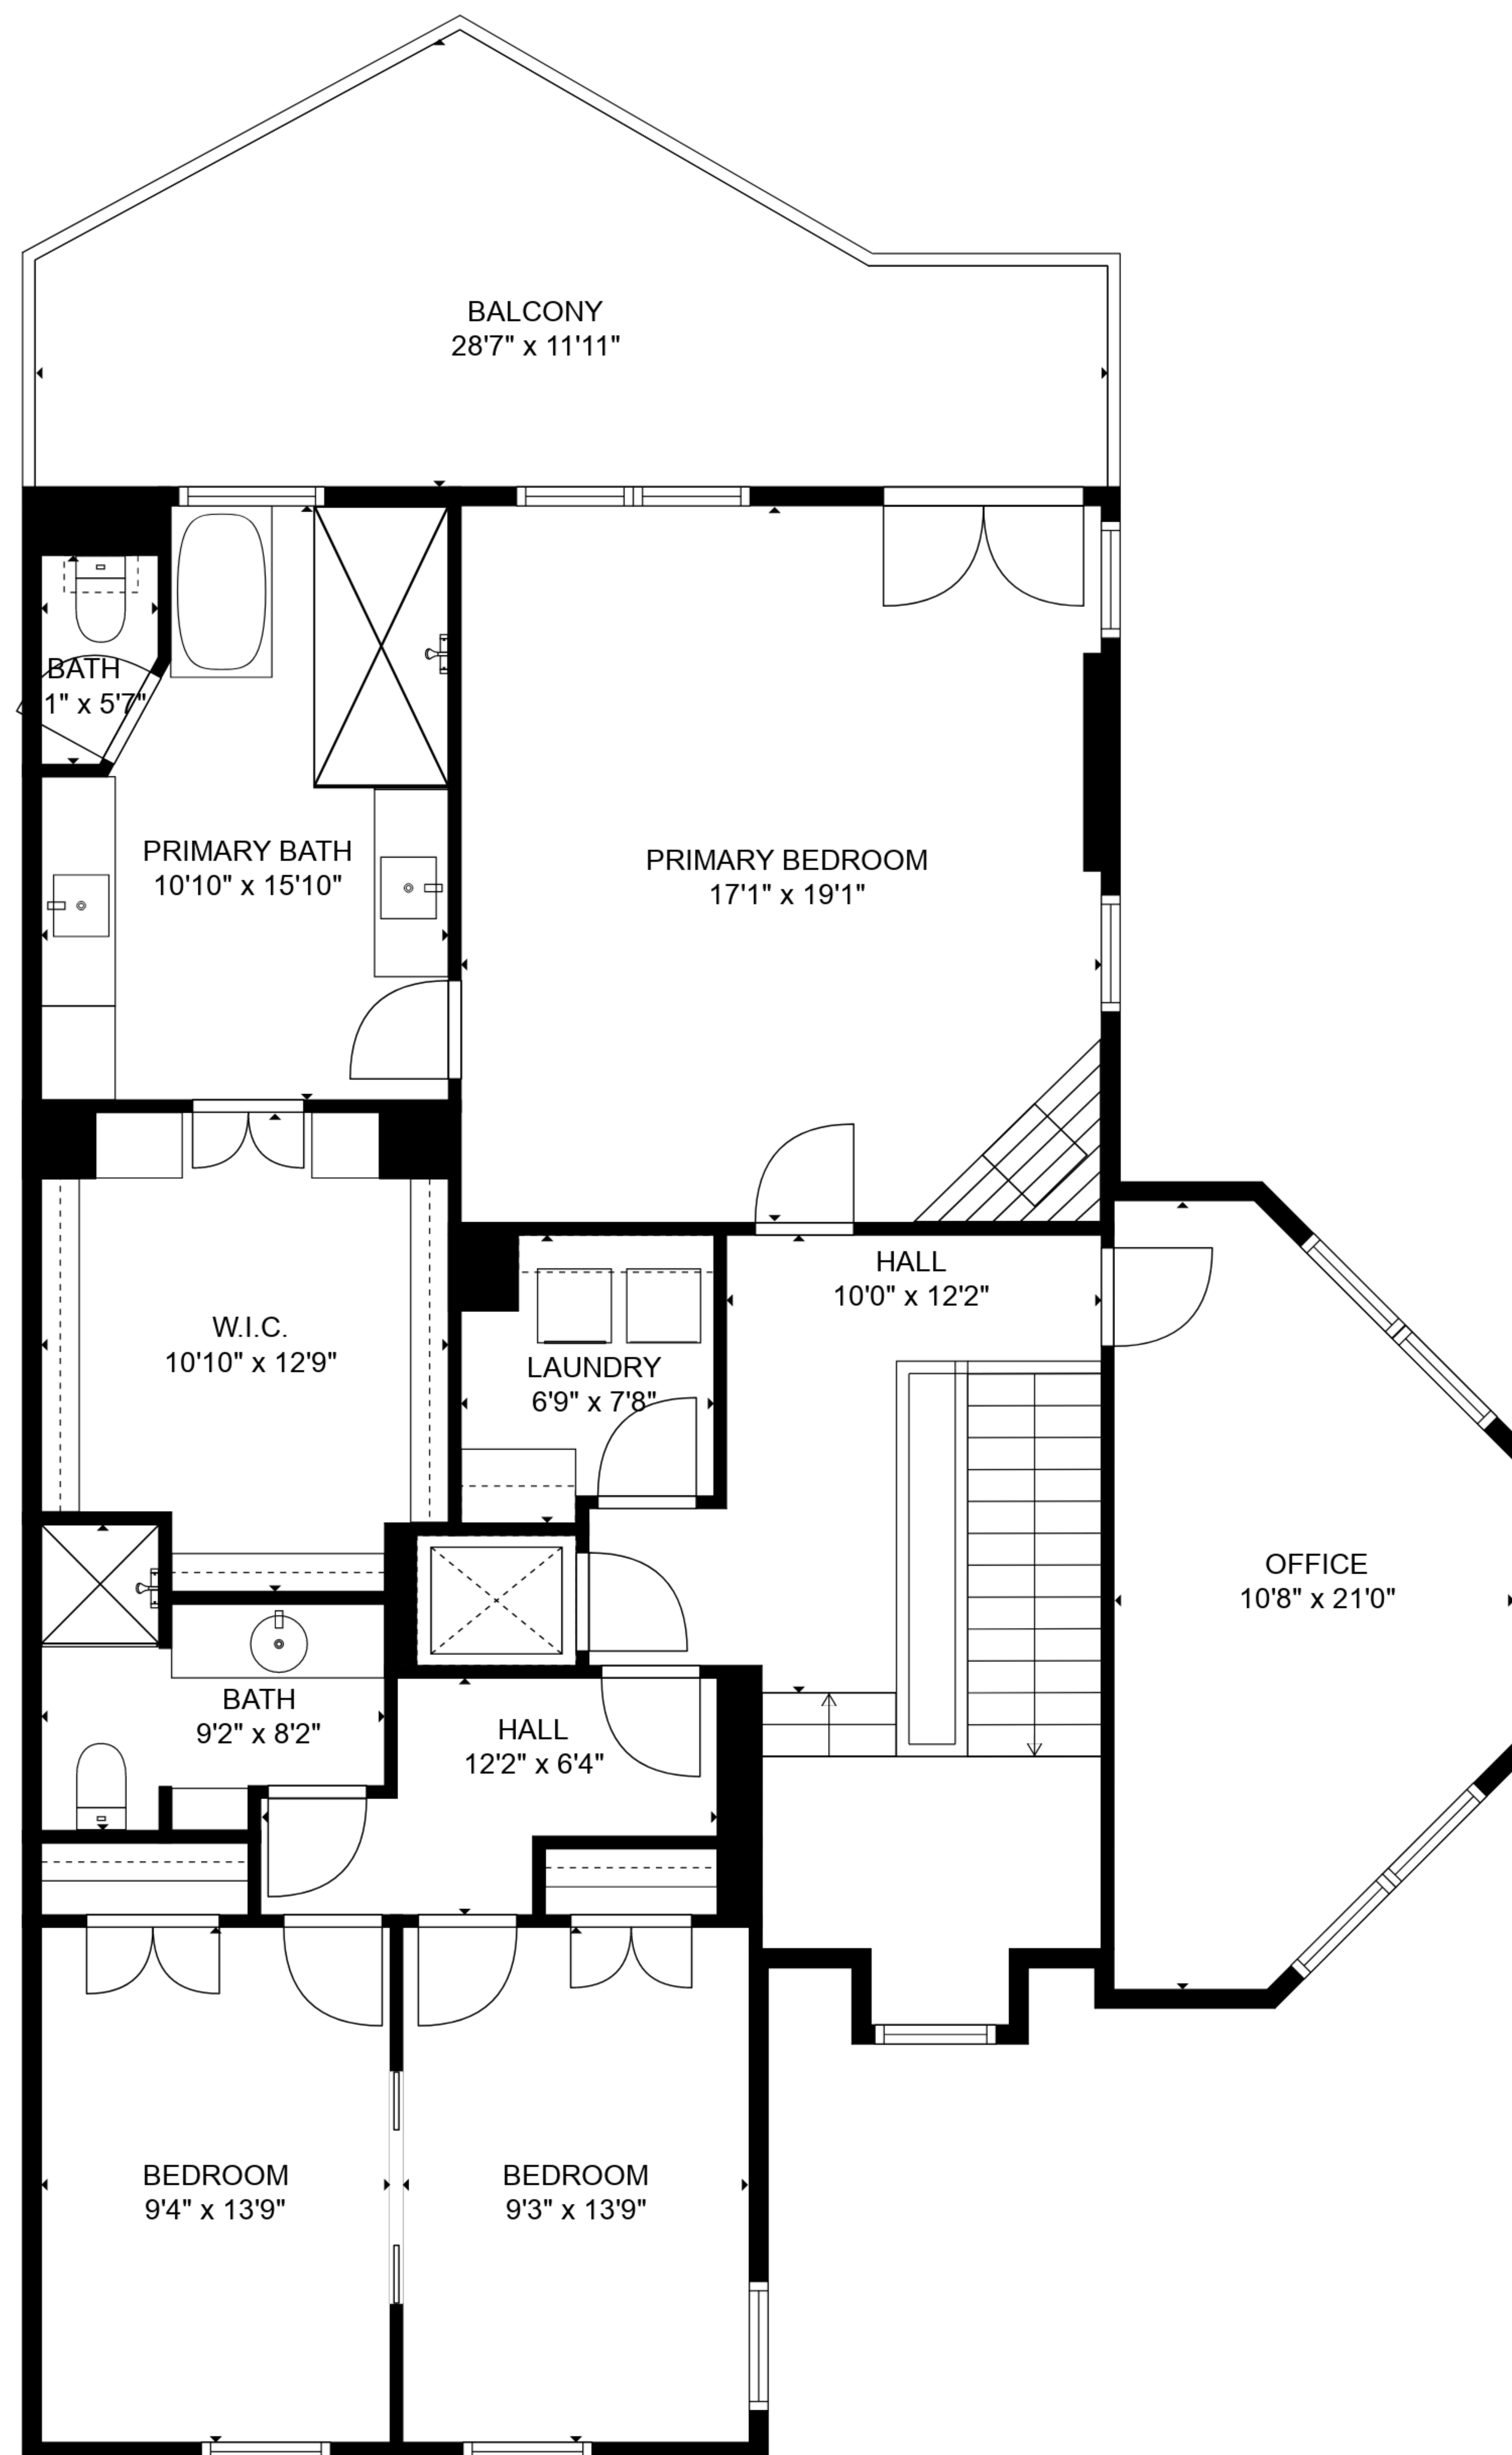 BALCONY
28'7" x 11'11"
BATH
1" x 5'7"
PRIMARY BATH
10'10" x 15'10"
PRIMARY BEDROOM
17'1" x 19'1"
HALL
10'0" x 12'2"
W.I.C.
10'10" x 12'9"
LAUNDRY
6'9" x 7'8"
OFFICE
10'8" x 21'0"
BATH
9'2" x 8'2"
HALL
12'2" x 6'4"
BEDROOM
9'4" x 13'9"
BEDROOM
9'3" x 13'9"